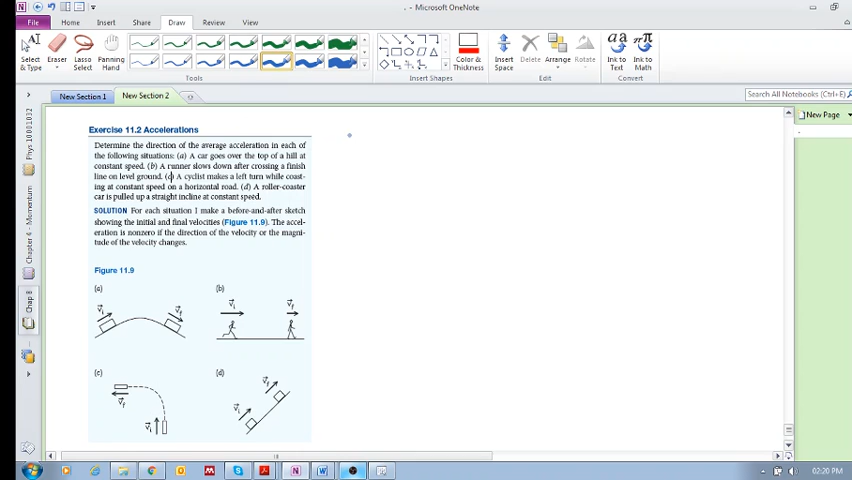 . - Microsoft OneNote
File
Home
Insert
Share
Draw
Review
View
Select & Type
Eraser
Lasso Select
Panning Hand
Color & Thickness
Insert Space
Delete
Arrange
Rotate
Ink to Text
Ink to Math
Tools
Insert Shapes
Edit
Convert
New Section 1
New Section 2
Search All Notebooks (Ctrl+E)
New Page
Phys 10031032
Chapter 4 - Momentum
Chap 8
Exercise 11.2 Accelerations
Determine the direction of the average acceleration in each of
the following situations: (a) A car goes over the top of a hill at
constant speed. (b) A runner slows down after crossing a finish
line on level ground. (c) A cyclist makes a left turn while coast-
ing at constant speed on a horizontal road. (d) A roller-coaster
car is pulled up a straight incline at constant speed.
SOLUTION For each situation I make a before-and-after sketch
showing the initial and final velocities (Figure 11.9). The accel-
eration is nonzero if the direction of the velocity or the magni-
tude of the velocity changes.
Figure 11.9
(a)
(b)
v⃗i
v⃗f
v⃗i
v⃗f
(c)
(d)
v⃗f
v⃗i
v⃗f
v⃗i
02:20 PM